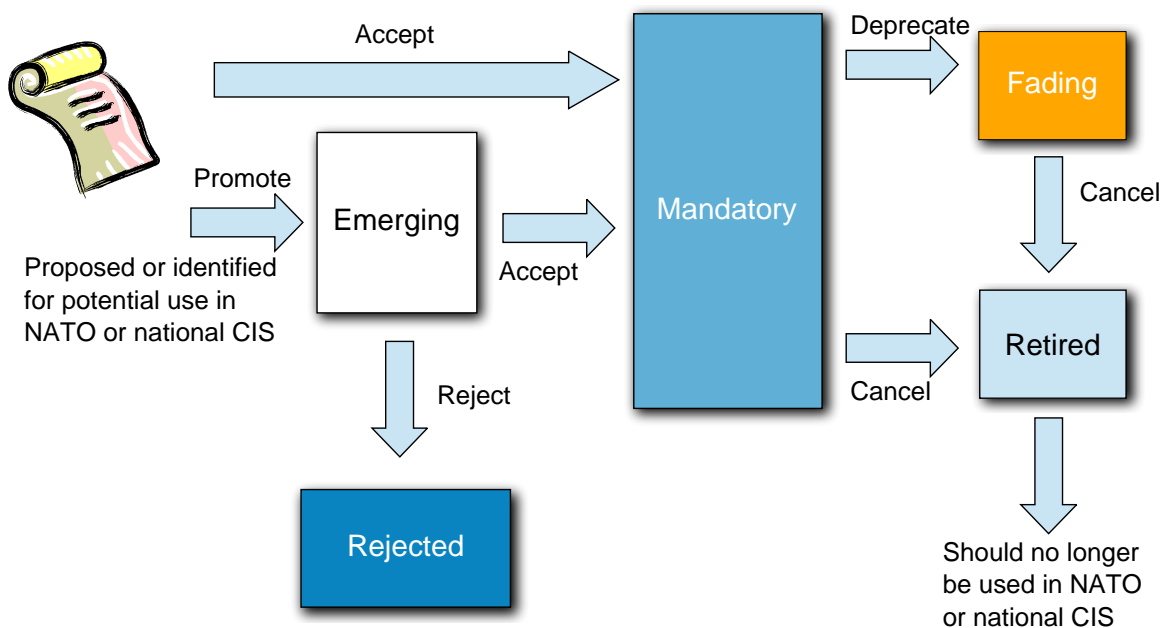 Accept
Deprecate
Fading
Promote
Emerging
Mandatory
Cancel
Accept
Proposed or identified
for potential use in
NATO or national CIS
Retired
Cancel
Reject
Rejected
Should no longer
be used in NATO
or national CIS